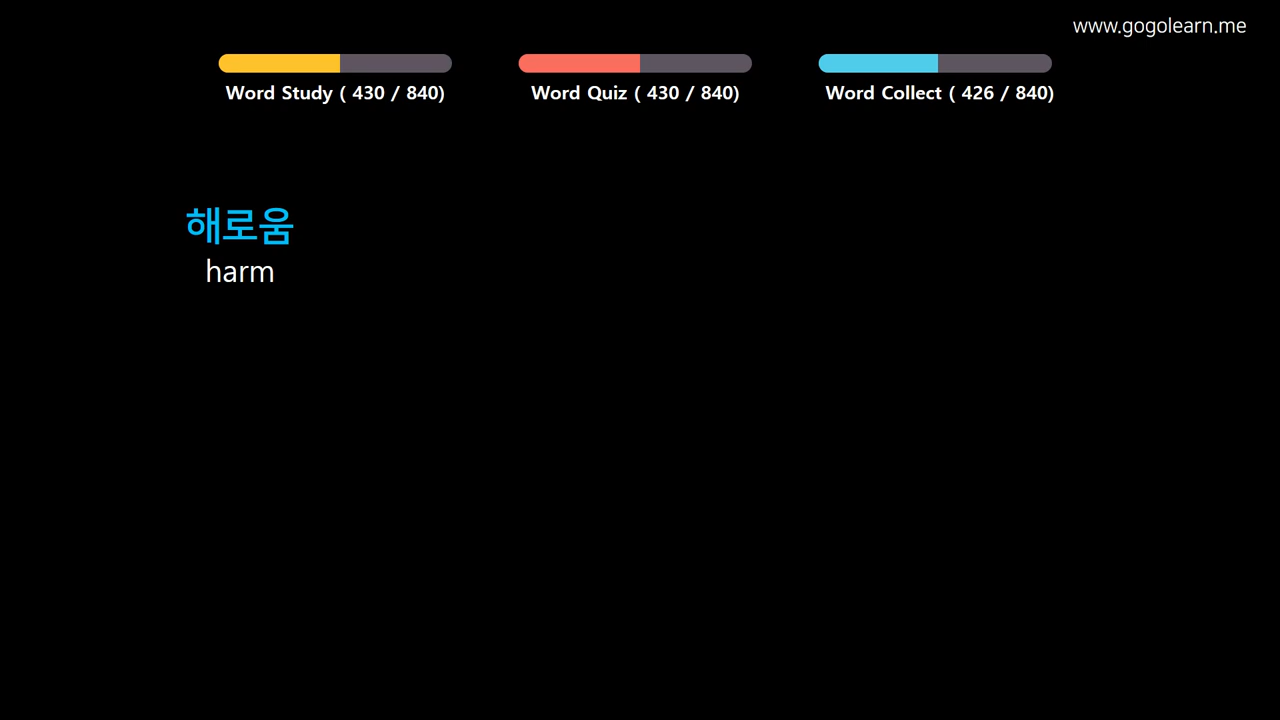 www.gogolearn.me
Word Study ( 430 / 840)
Word Quiz ( 430 / 840)
Word Collect ( 426 / 840)
해로움
harm